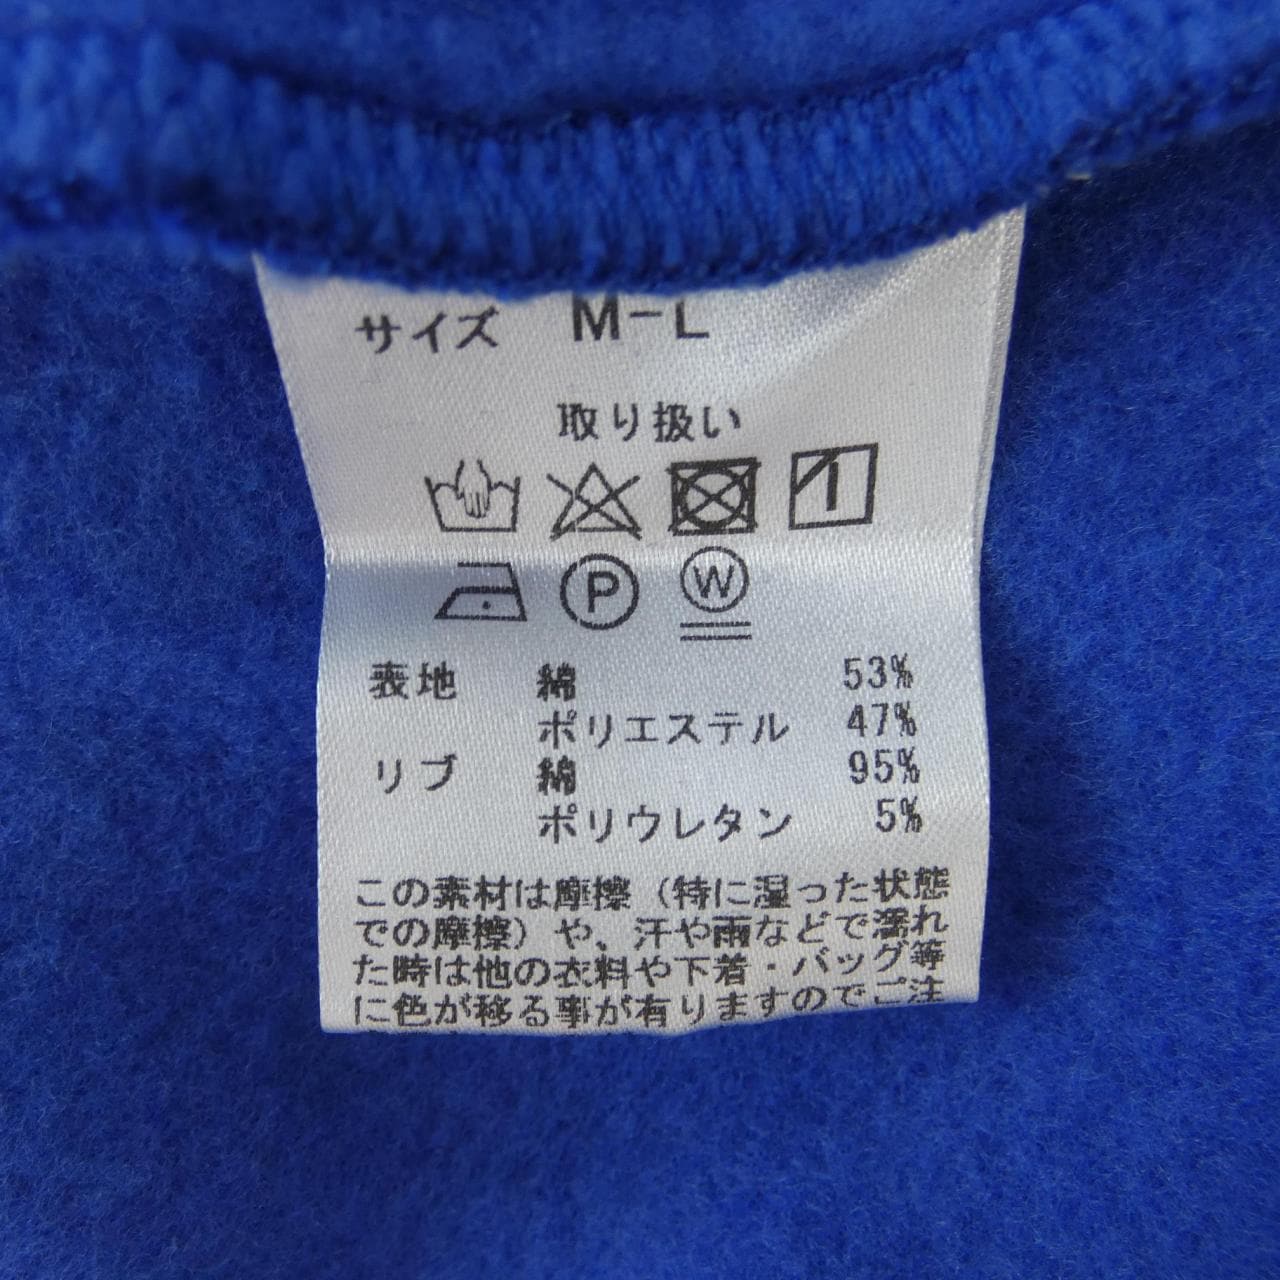 サイズ M-L
取り扱い
P W
表地 綿 53%
ポリエステル 47%
リブ 綿 95%
ポリウレタン 5%
この素材は摩擦(特に湿った状態
での摩擦)や、汗や雨などで濡れ
た時は他の衣料や下着・バッグ等
に色が移る事が有りますのでご注